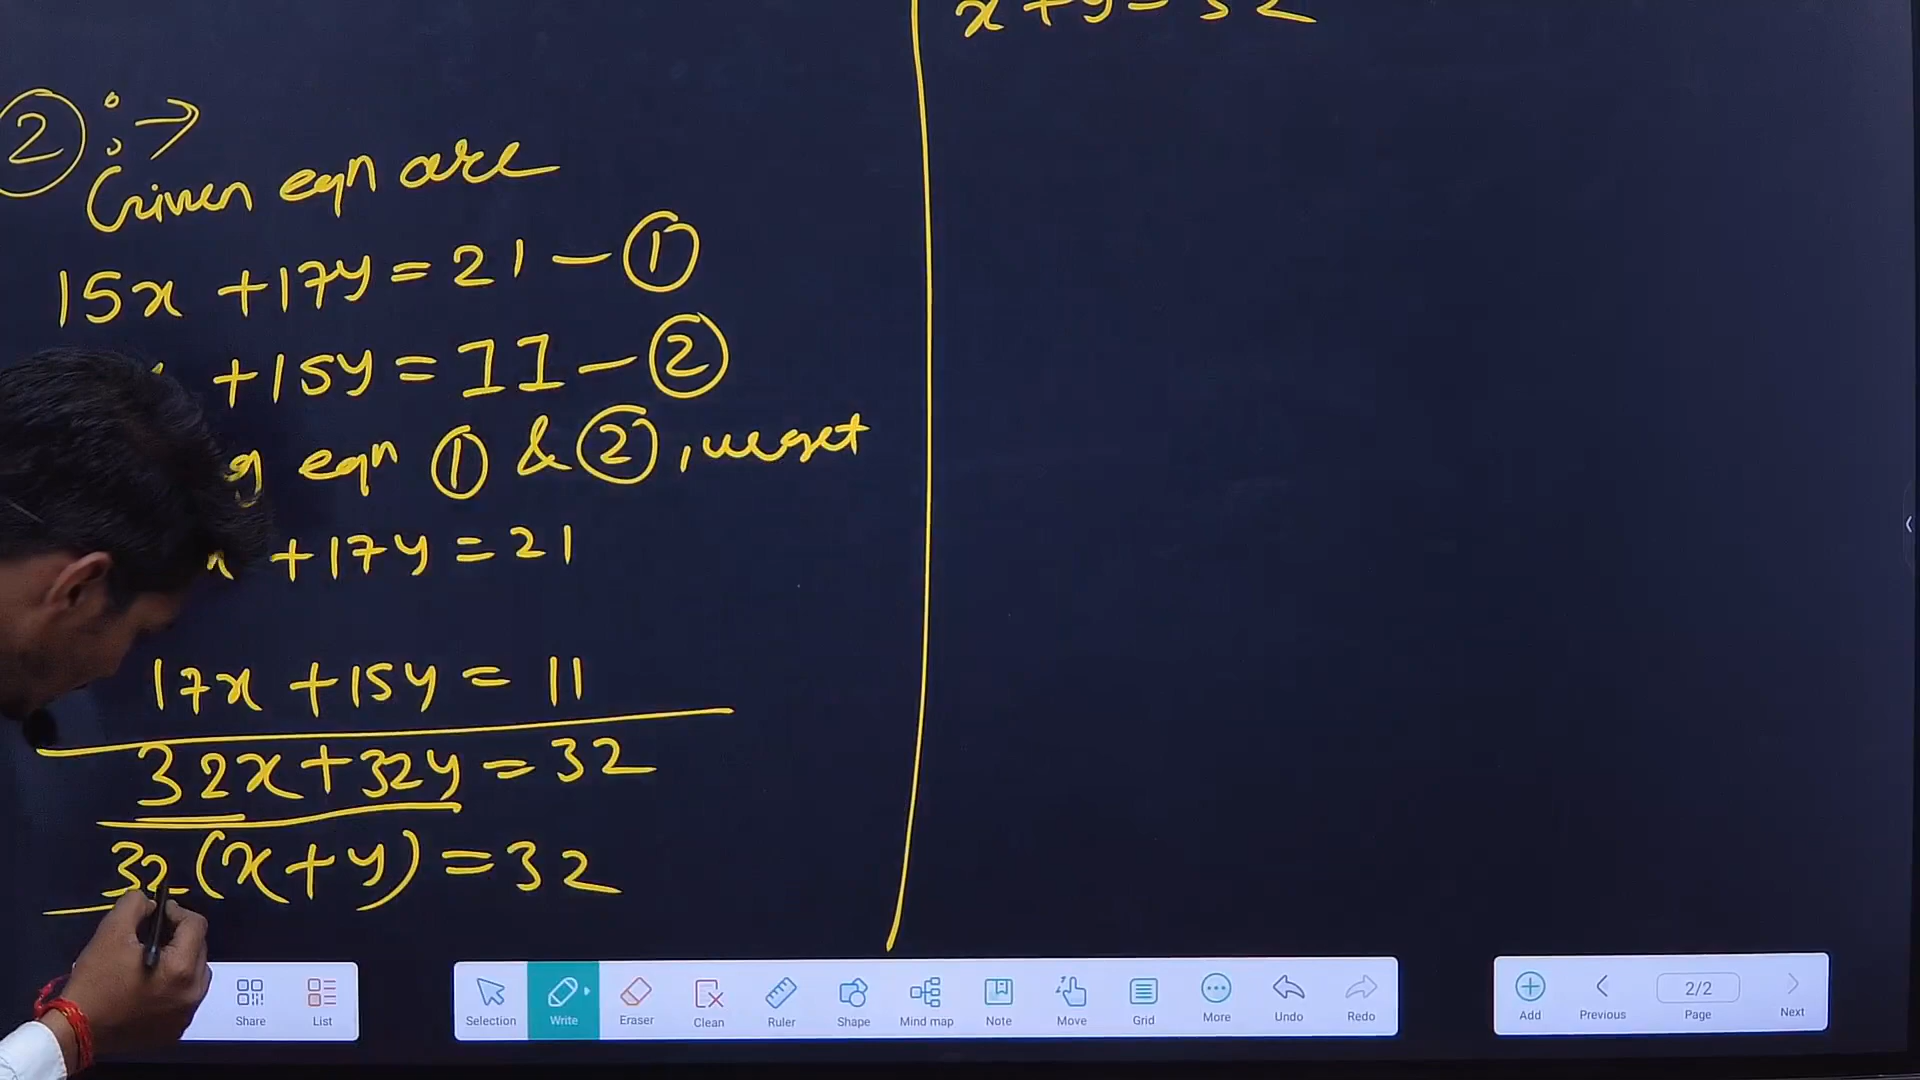 ② :→
Given eqn are
15x + 17y = 21 — ①
+ 15y = 11 — ②
g eqn ① & ②, we get
x + 17y = 21
17x + 15y = 11
32x + 32y = 32
32(x + y) = 32
x + y = 32
Share
List
Selection
Write
Eraser
Clean
Ruler
Shape
Mind map
Note
Move
Grid
More
Undo
Redo
Add
Previous
2/2
Page
Next